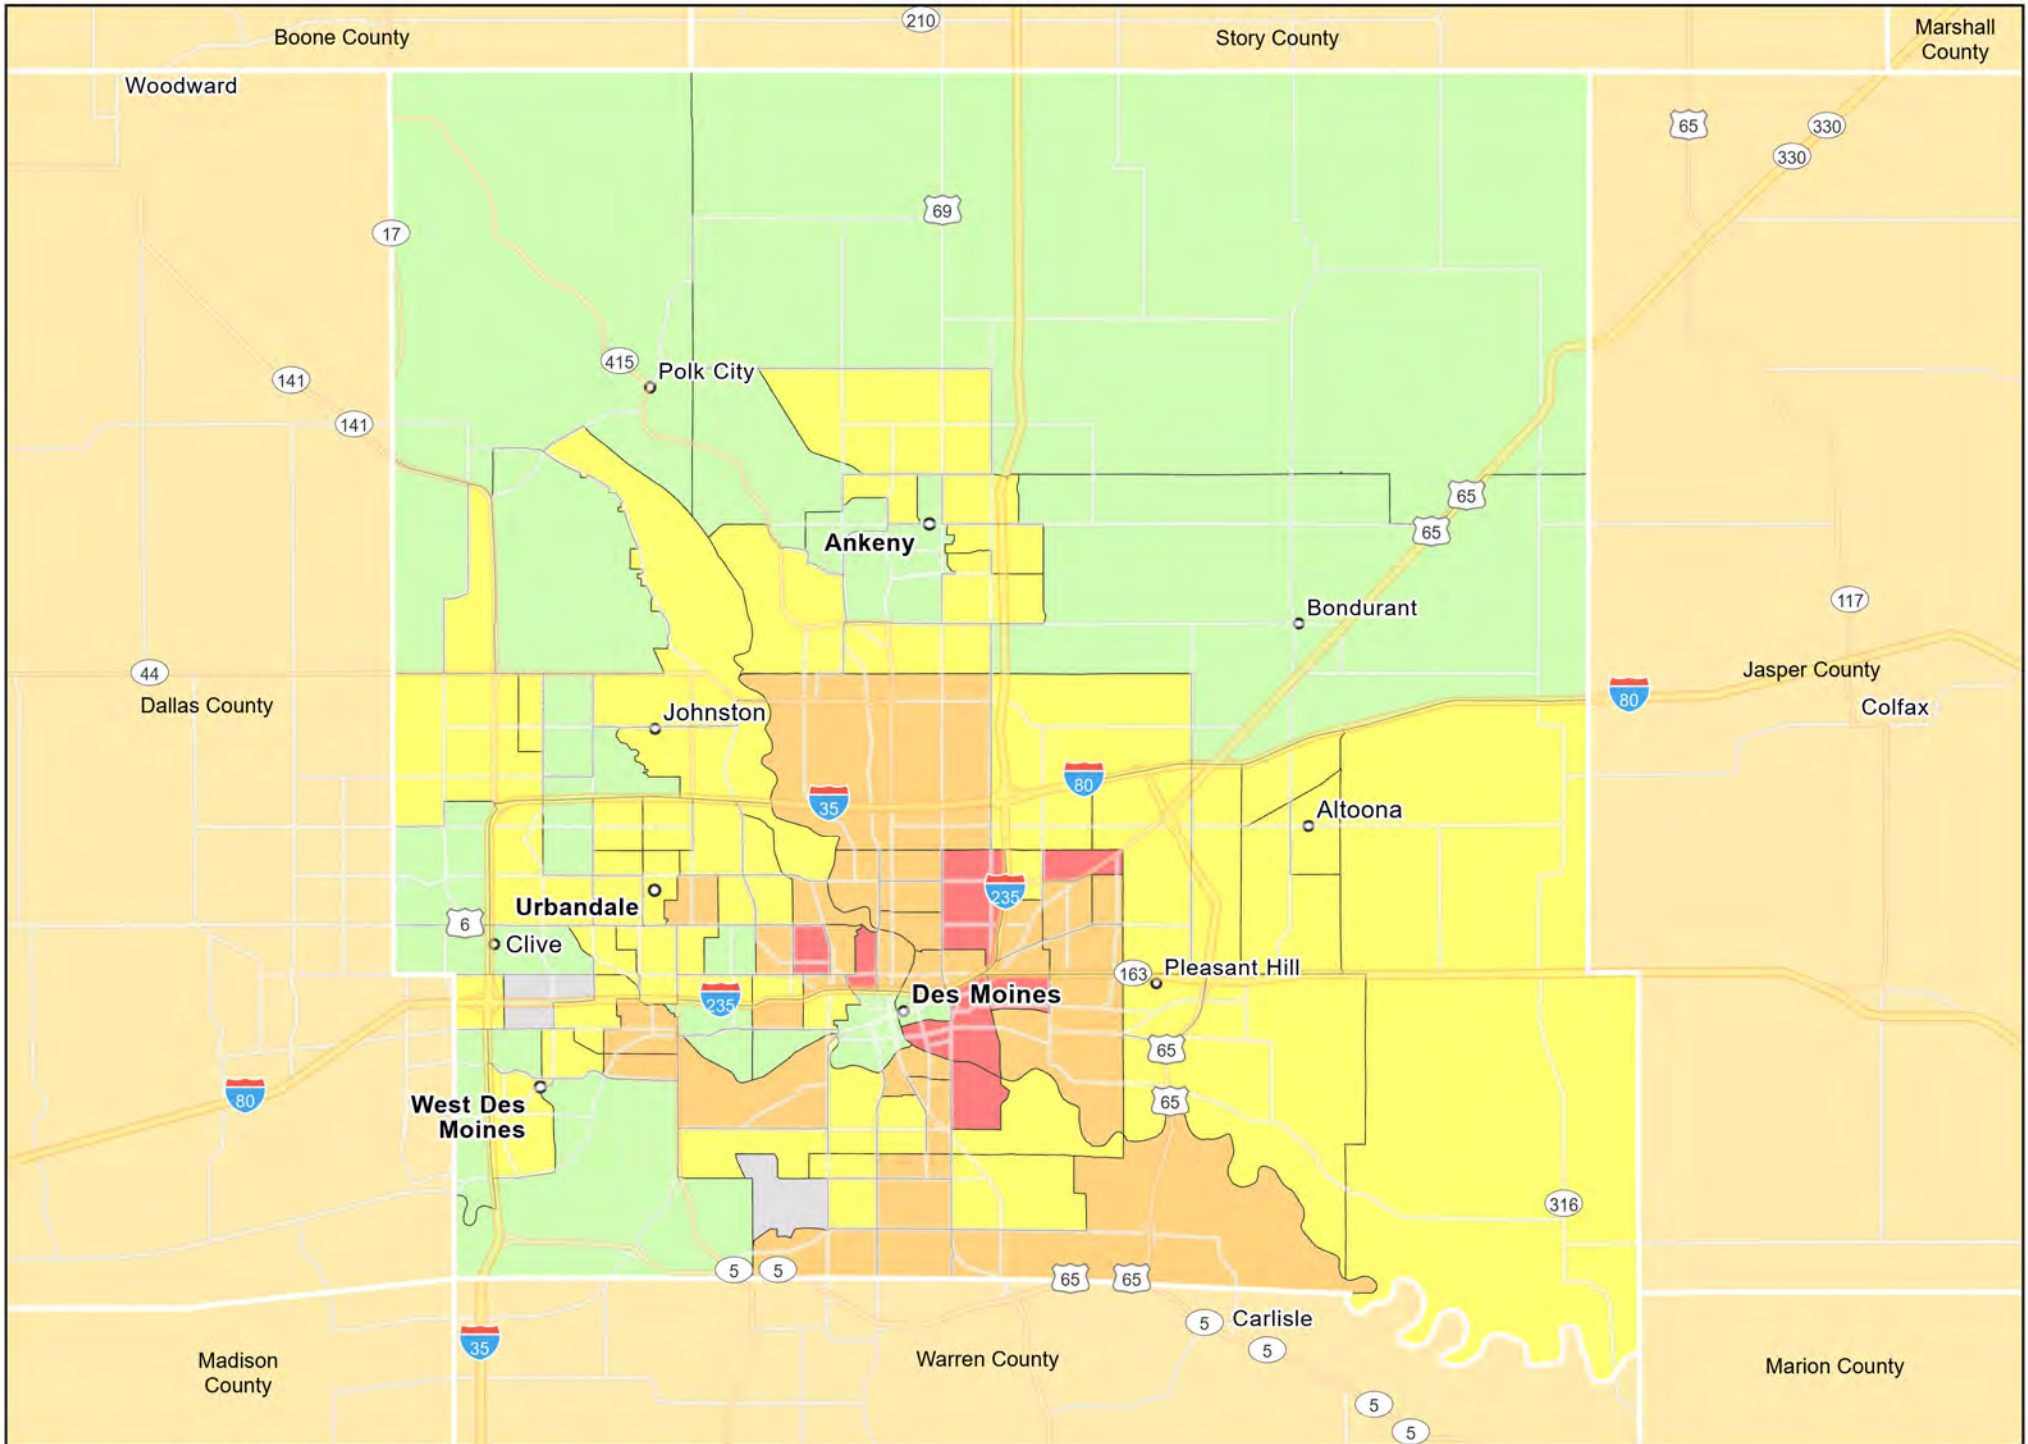 210
Boone County
Story County
Marshall
County
Woodward
65
330
330
69
17
415
Polk City
141
141
65
65
Ankeny
117
Bondurant
44
Jasper County
80
Dallas County
Colfax
Johnston
80
35
Altoona
235
Urbandale
6
Clive
163
Pleasant Hill
235
Des Moines
65
80
65
West Des
Moines
316
5
5
65
65
5
Carlisle
35
5
Madison
County
Warren County
Marion County
5
5